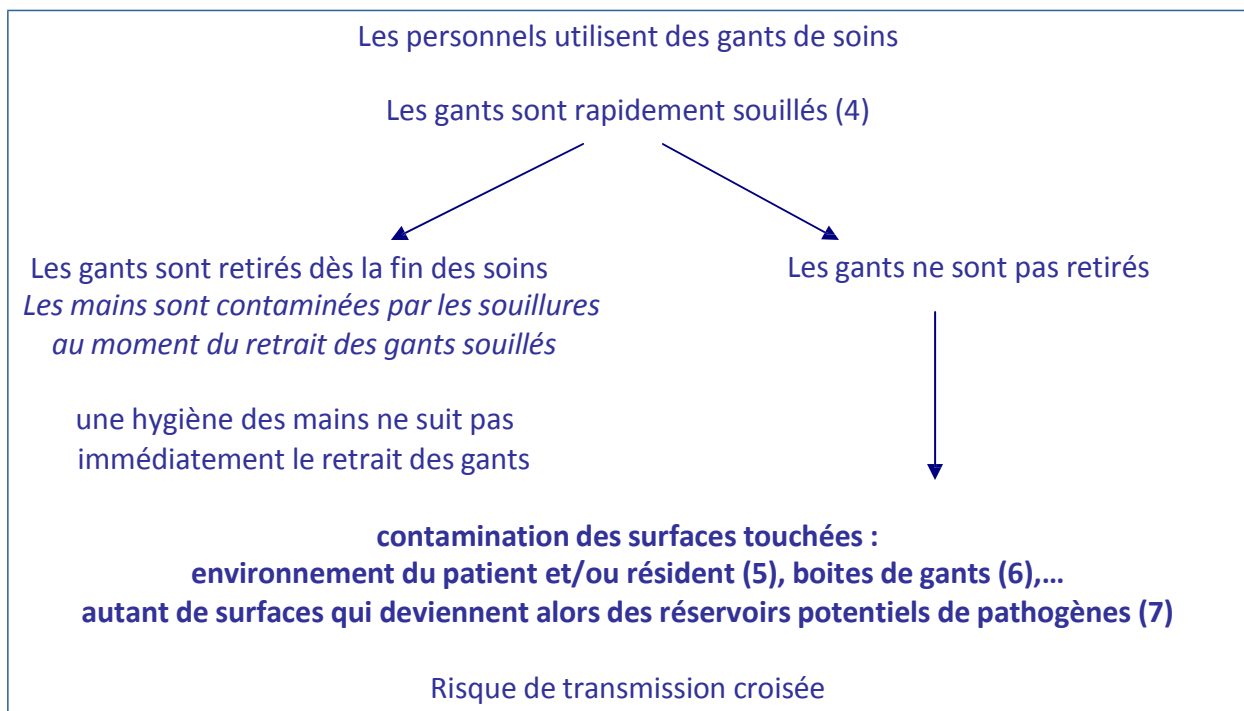 Les personnels utilisent des gants de soins
Les gants sont rapidement souillés (4)
Les gants sont retirés dès la fin des soins
Les mains sont contaminées par les souillures
au moment du retrait des gants souillés
une hygiène des mains ne suit pas
immédiatement le retrait des gants
Les gants ne sont pas retirés
contamination des surfaces touchées :
environnement du patient et/ou résident (5), boites de gants (6),...
autant de surfaces qui deviennent alors des réservoirs potentiels de pathogènes (7)
Risque de transmission croisée